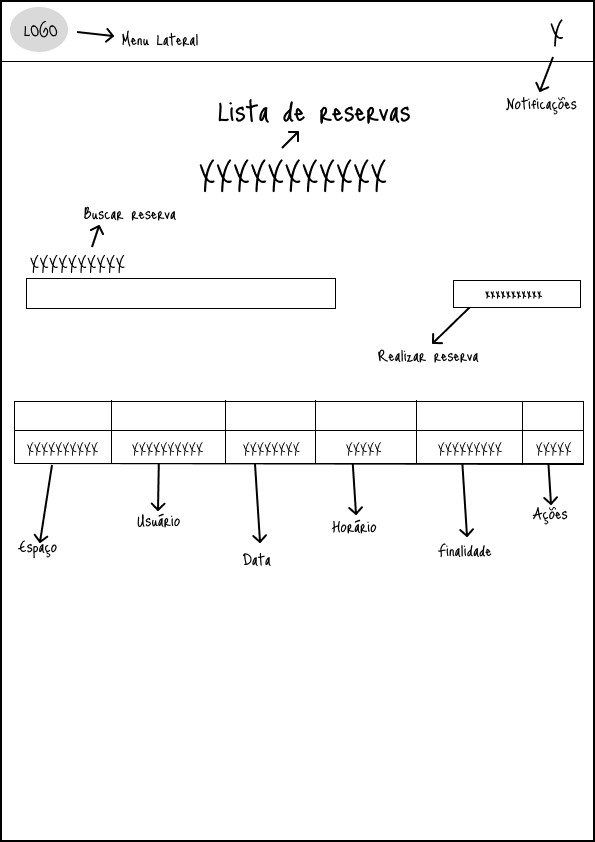 LOGO
Menu Lateral
X
Notificações
Lista de reservas
XXXXXXXXXXX
Buscar reserva
XXXXXXXXXX
xxxxxxxxxxx
Realizar reserva
XXXXXXXXXX XXXXXXXXXX XXXXXXXX XXXXX XXXXXXXXX XXXXX
Espaço
Usuário
Data
Horário
Finalidade
Ações